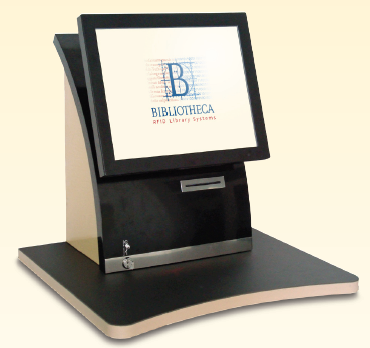 B
BIBLIOTHECA
RFID Library Systems